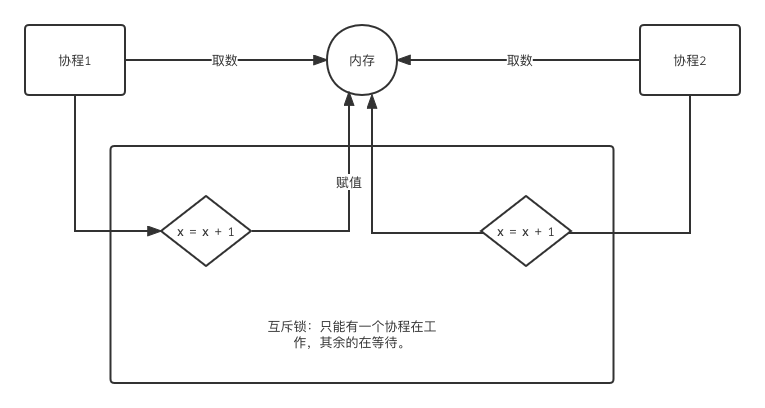 协程1
取数
内存
取数
协程2
赋值
x = x + 1
x = x + 1
互斥锁：只能有一个协程在工
作，其余的在等待。